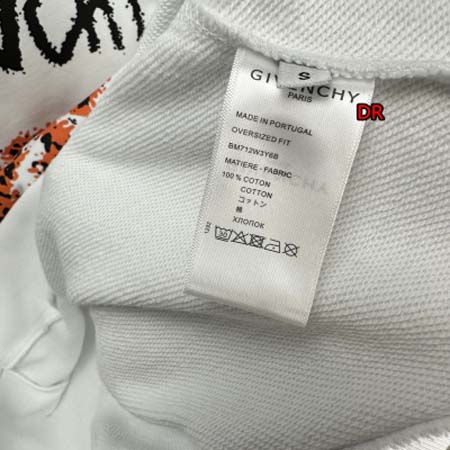 S
GIVENCHY
PARIS
DR
MADE IN PORTUGAL
OVERSIZED FIT
BM712W3Y6B
MATIERE - FABRIC
100 % COTON
COTTON
コットン
棉
ХЛОПОК